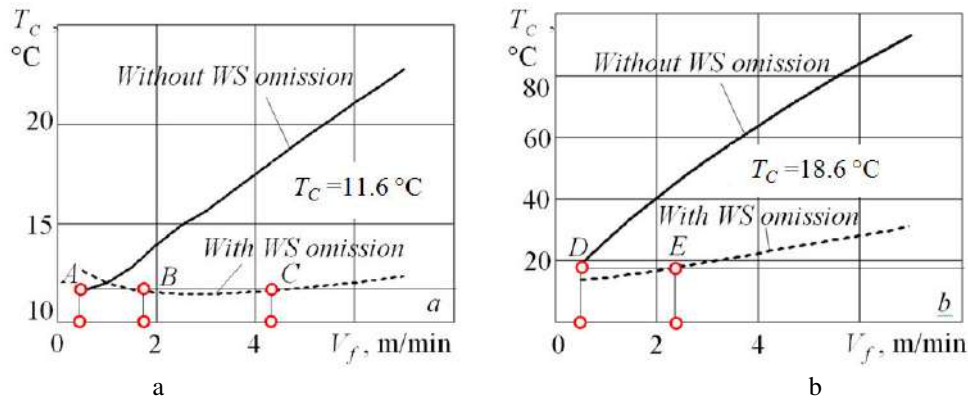 T_C
°C
20
15
10
Without WS omission
T_C =11.6 °C
With WS omission
A
B
C
a
0
2
4
V_f , m/min
a
T_C
°C
80
60
40
20
0
Without WS omission
T_C =18.6 °C
With WS omission
D
E
b
0
2
4
V_f , m/min
b